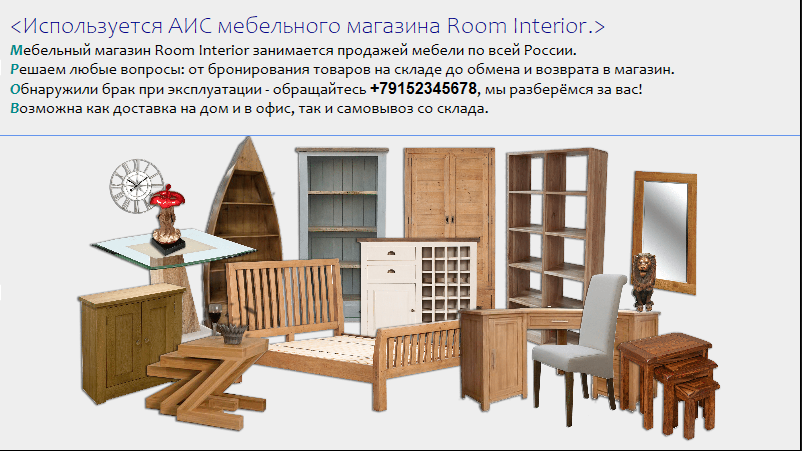 <Используется АИС мебельного магазина Room Interior.>
Мебельный магазин Room Interior занимается продажей мебели по всей России.
Решаем любые вопросы: от бронирования товаров на складе до обмена и возврата в магазин.
Обнаружили брак при эксплуатации - обращайтесь +79152345678, мы разберёмся за вас!
Возможна как доставка на дом и в офис, так и самовывоз со склада.